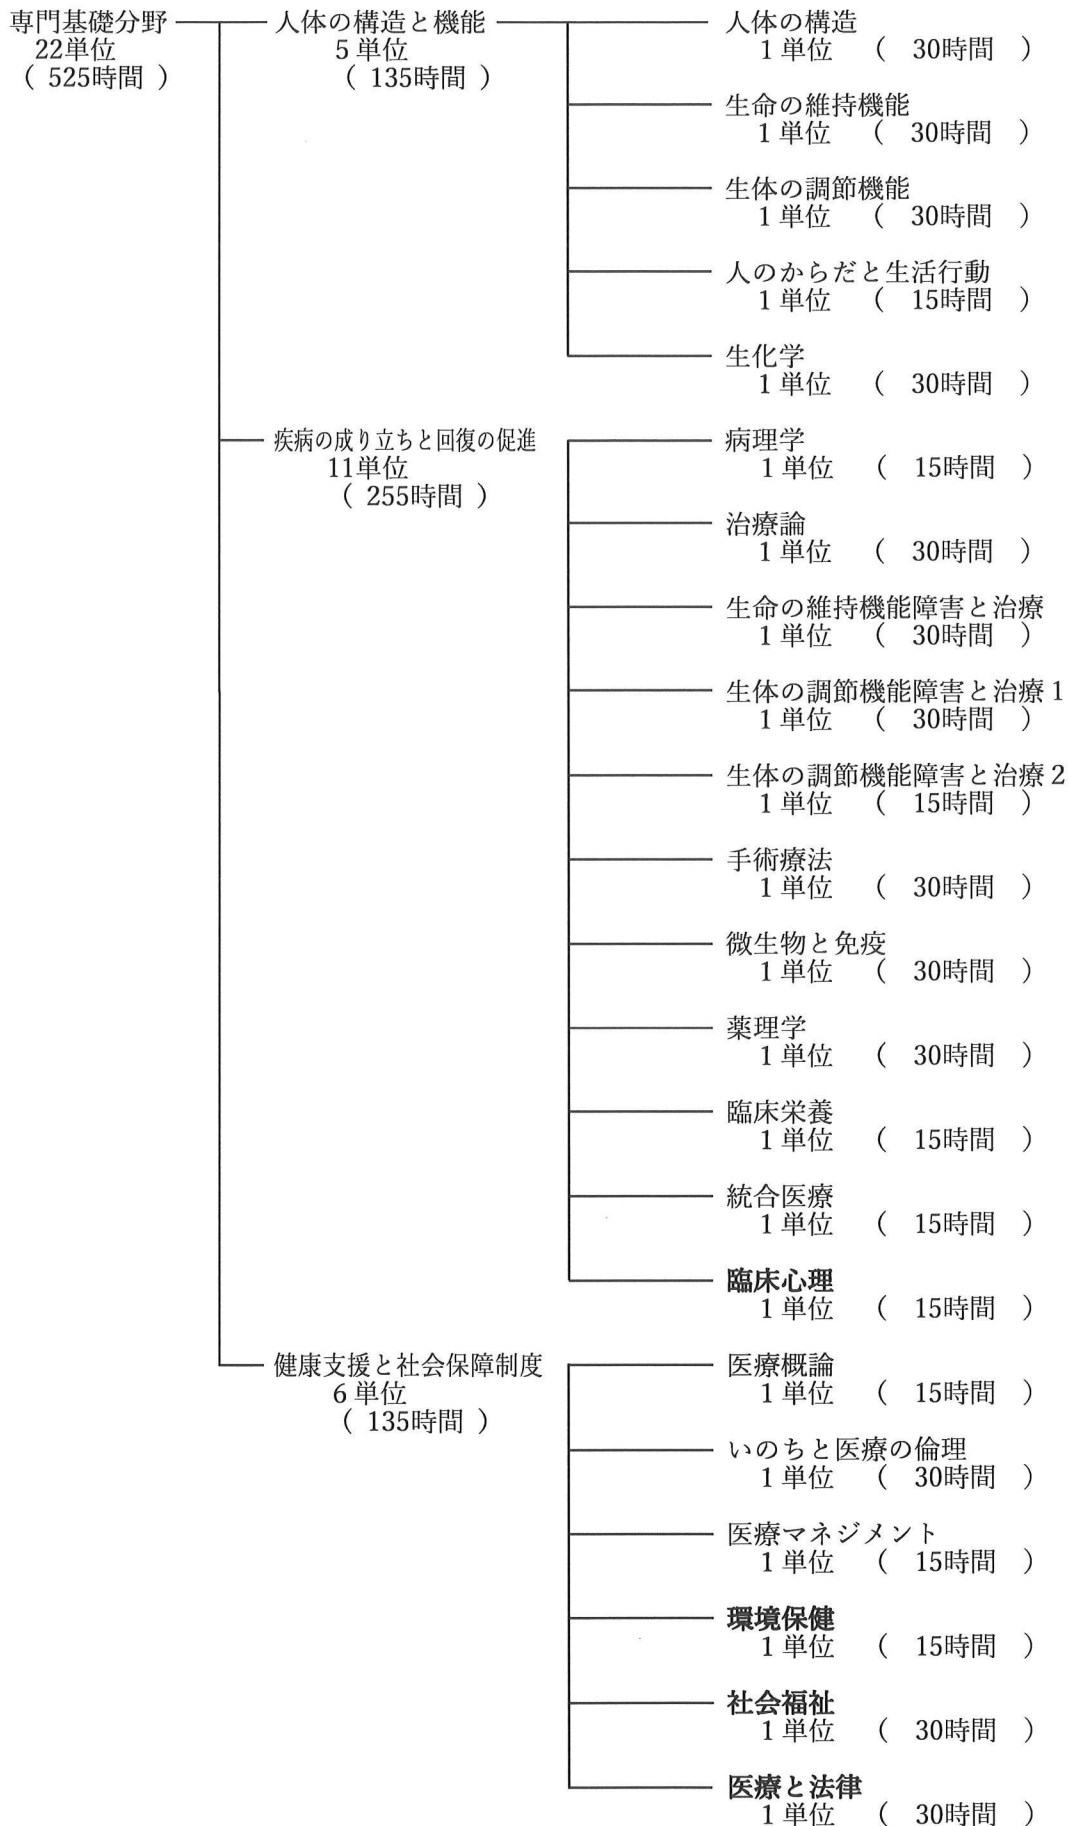 専門基礎分野
22単位
( 525時間 )
人体の構造と機能
5単位
( 135時間 )
人体の構造
1単位 ( 30時間 )
生命の維持機能
1単位 ( 30時間 )
生体の調節機能
1単位 ( 30時間 )
人のからだと生活行動
1単位 ( 15時間 )
生化学
1単位 ( 30時間 )
疾病の成り立ちと回復の促進
11単位
( 255時間 )
病理学
1単位 ( 15時間 )
治療論
1単位 ( 30時間 )
生命の維持機能障害と治療
1単位 ( 30時間 )
生体の調節機能障害と治療1
1単位 ( 30時間 )
生体の調節機能障害と治療2
1単位 ( 15時間 )
手術療法
1単位 ( 30時間 )
微生物と免疫
1単位 ( 30時間 )
薬理学
1単位 ( 30時間 )
臨床栄養
1単位 ( 15時間 )
統合医療
1単位 ( 15時間 )
臨床心理
1単位 ( 15時間 )
健康支援と社会保障制度
6単位
( 135時間 )
医療概論
1単位 ( 15時間 )
いのちと医療の倫理
1単位 ( 30時間 )
医療マネジメント
1単位 ( 15時間 )
環境保健
1単位 ( 15時間 )
社会福祉
1単位 ( 30時間 )
医療と法律
1単位 ( 30時間 )